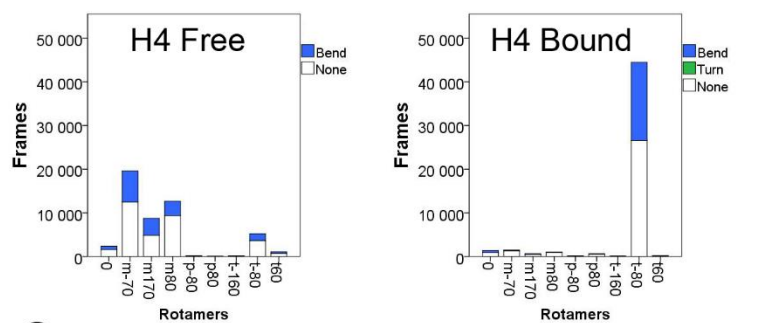 H4 Free
50 000
40 000
30 000
20 000
10 000
0
Frames
0
m-70
m170
m80
p-80
p80
t-160
t-80
t60
Rotamers
Bend
None
H4 Bound
50 000
40 000
30 000
20 000
10 000
0
Frames
0
m-70
m170
m80
p-80
p80
t-160
t-80
t60
Rotamers
Bend
Turn
None